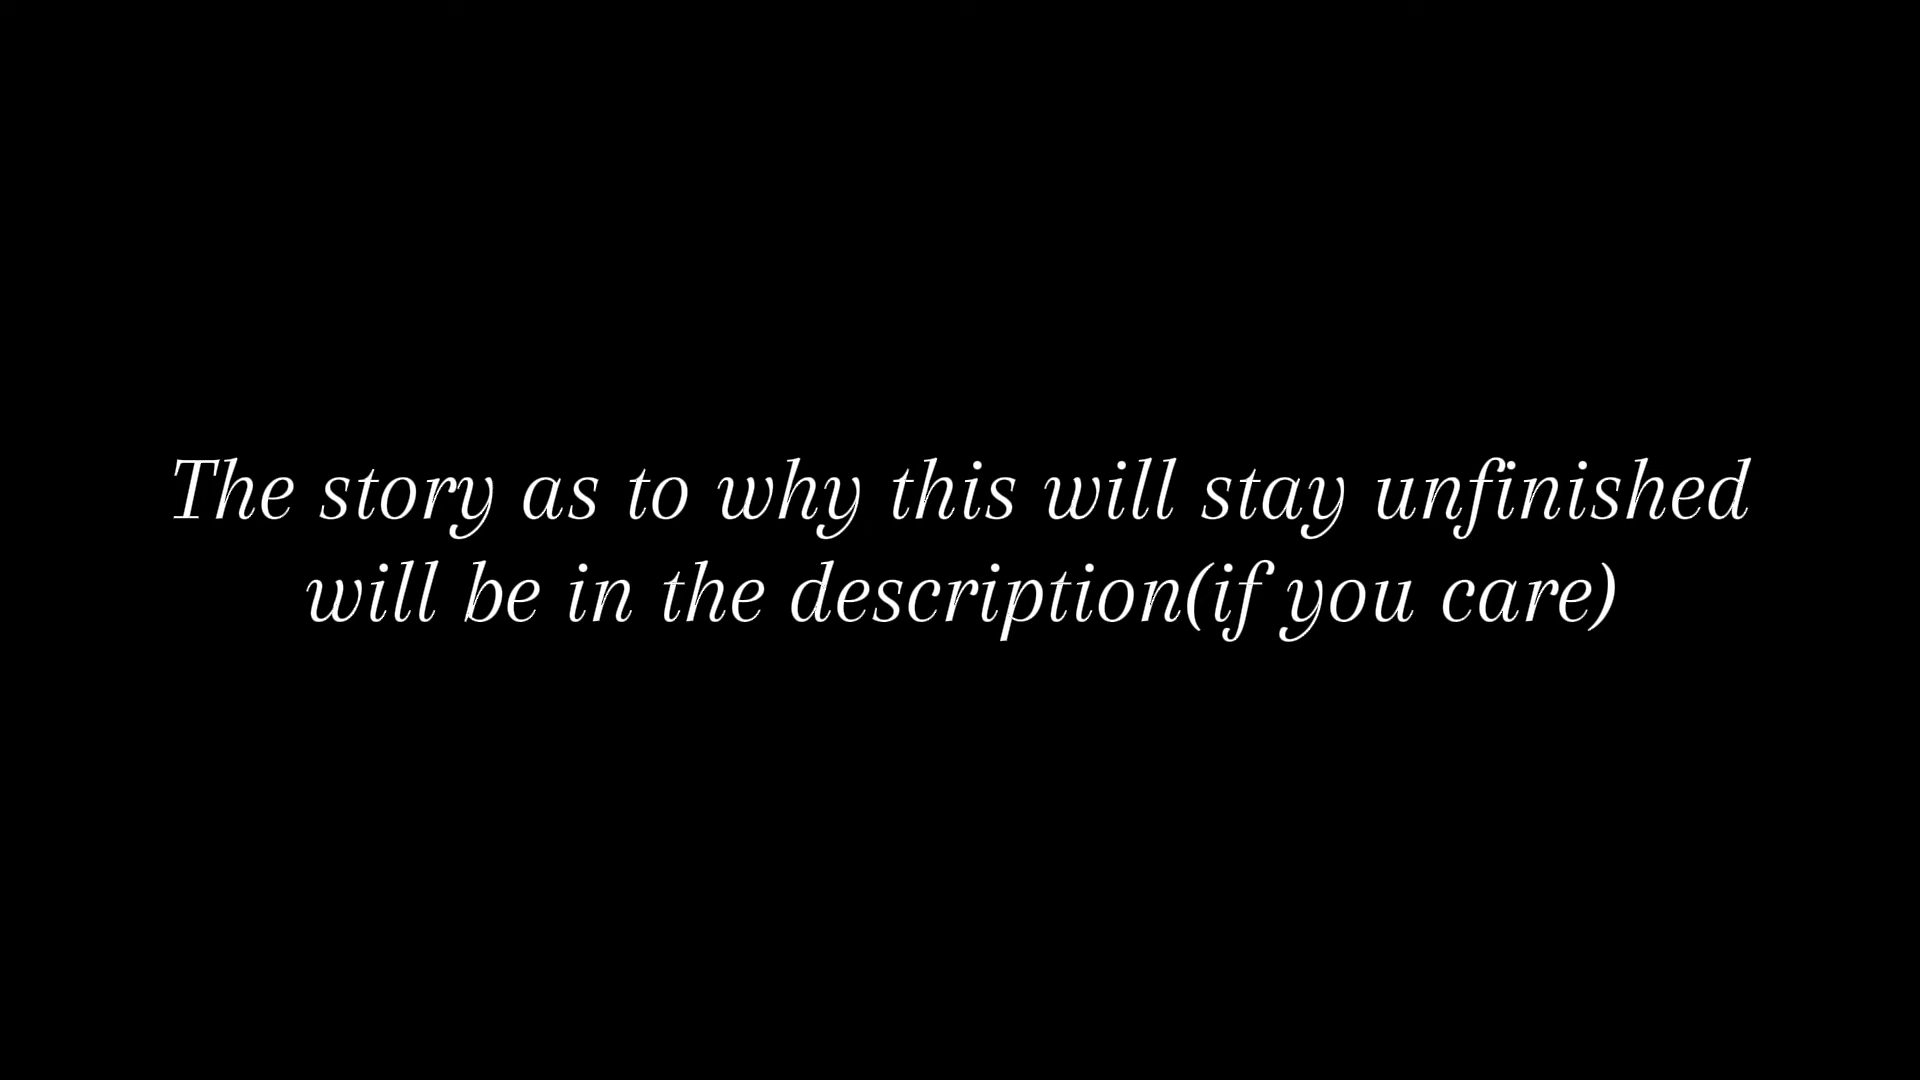 The story as to why this will stay unfinished
will be in the description(if you care)